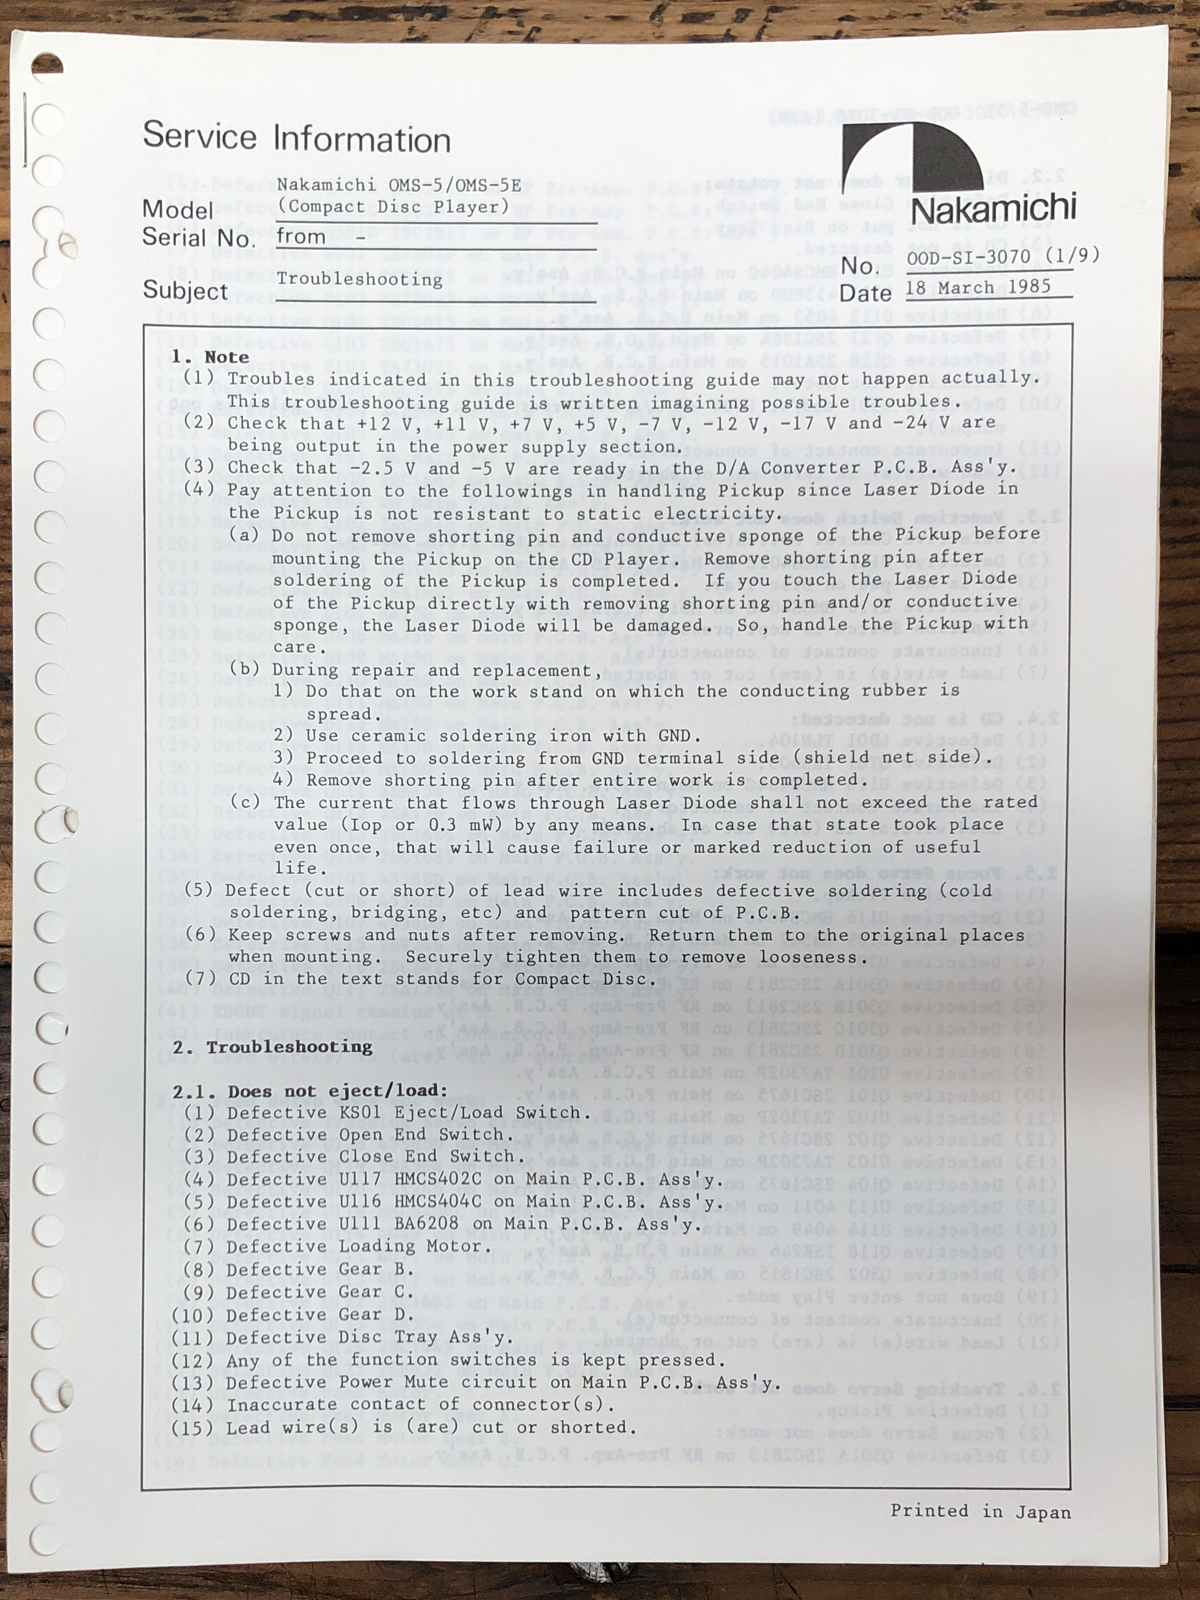 Service Information
Nakamichi
Model Nakamichi OMS-5/OMS-5E
(Compact Disc Player)
Serial No. from –
Subject Troubleshooting
No. OOD-SI-3070 (1/9)
Date 18 March 1985
1. Note
(1) Troubles indicated in this troubleshooting guide may not happen actually.
This troubleshooting guide is written imagining possible troubles.
(2) Check that +12 V, +11 V, +7 V, +5 V, -7 V, -12 V, -17 V and -24 V are
being output in the power supply section.
(3) Check that -2.5 V and -5 V are ready in the D/A Converter P.C.B. Ass'y.
(4) Pay attention to the followings in handling Pickup since Laser Diode in
the Pickup is not resistant to static electricity.
(a) Do not remove shorting pin and conductive sponge of the Pickup before
mounting the Pickup on the CD Player. Remove shorting pin after
soldering of the Pickup is completed. If you touch the Laser Diode
of the Pickup directly with removing shorting pin and/or conductive
sponge, the Laser Diode will be damaged. So, handle the Pickup with
care.
(b) During repair and replacement,
1) Do that on the work stand on which the conducting rubber is
spread.
2) Use ceramic soldering iron with GND.
3) Proceed to soldering from GND terminal side (shield net side).
4) Remove shorting pin after entire work is completed.
(c) The current that flows through Laser Diode shall not exceed the rated
value (Iop or 0.3 mW) by any means. In case that state took place
even once, that will cause failure or marked reduction of useful
life.
(5) Defect (cut or short) of lead wire includes defective soldering (cold
soldering, bridging, etc) and pattern cut of P.C.B.
(6) Keep screws and nuts after removing. Return them to the original places
when mounting. Securely tighten them to remove looseness.
(7) CD in the text stands for Compact Disc.
2. Troubleshooting
2.1. Does not eject/load:
(1) Defective KS01 Eject/Load Switch.
(2) Defective Open End Switch.
(3) Defective Close End Switch.
(4) Defective U117 HMCS402C on Main P.C.B. Ass'y.
(5) Defective U116 HMCS404C on Main P.C.B. Ass'y.
(6) Defective U111 BA6208 on Main P.C.B. Ass'y.
(7) Defective Loading Motor.
(8) Defective Gear B.
(9) Defective Gear C.
(10) Defective Gear D.
(11) Defective Disc Tray Ass'y.
(12) Any of the function switches is kept pressed.
(13) Defective Power Mute circuit on Main P.C.B. Ass'y.
(14) Inaccurate contact of connector(s).
(15) Lead wire(s) is (are) cut or shorted.
Printed in Japan